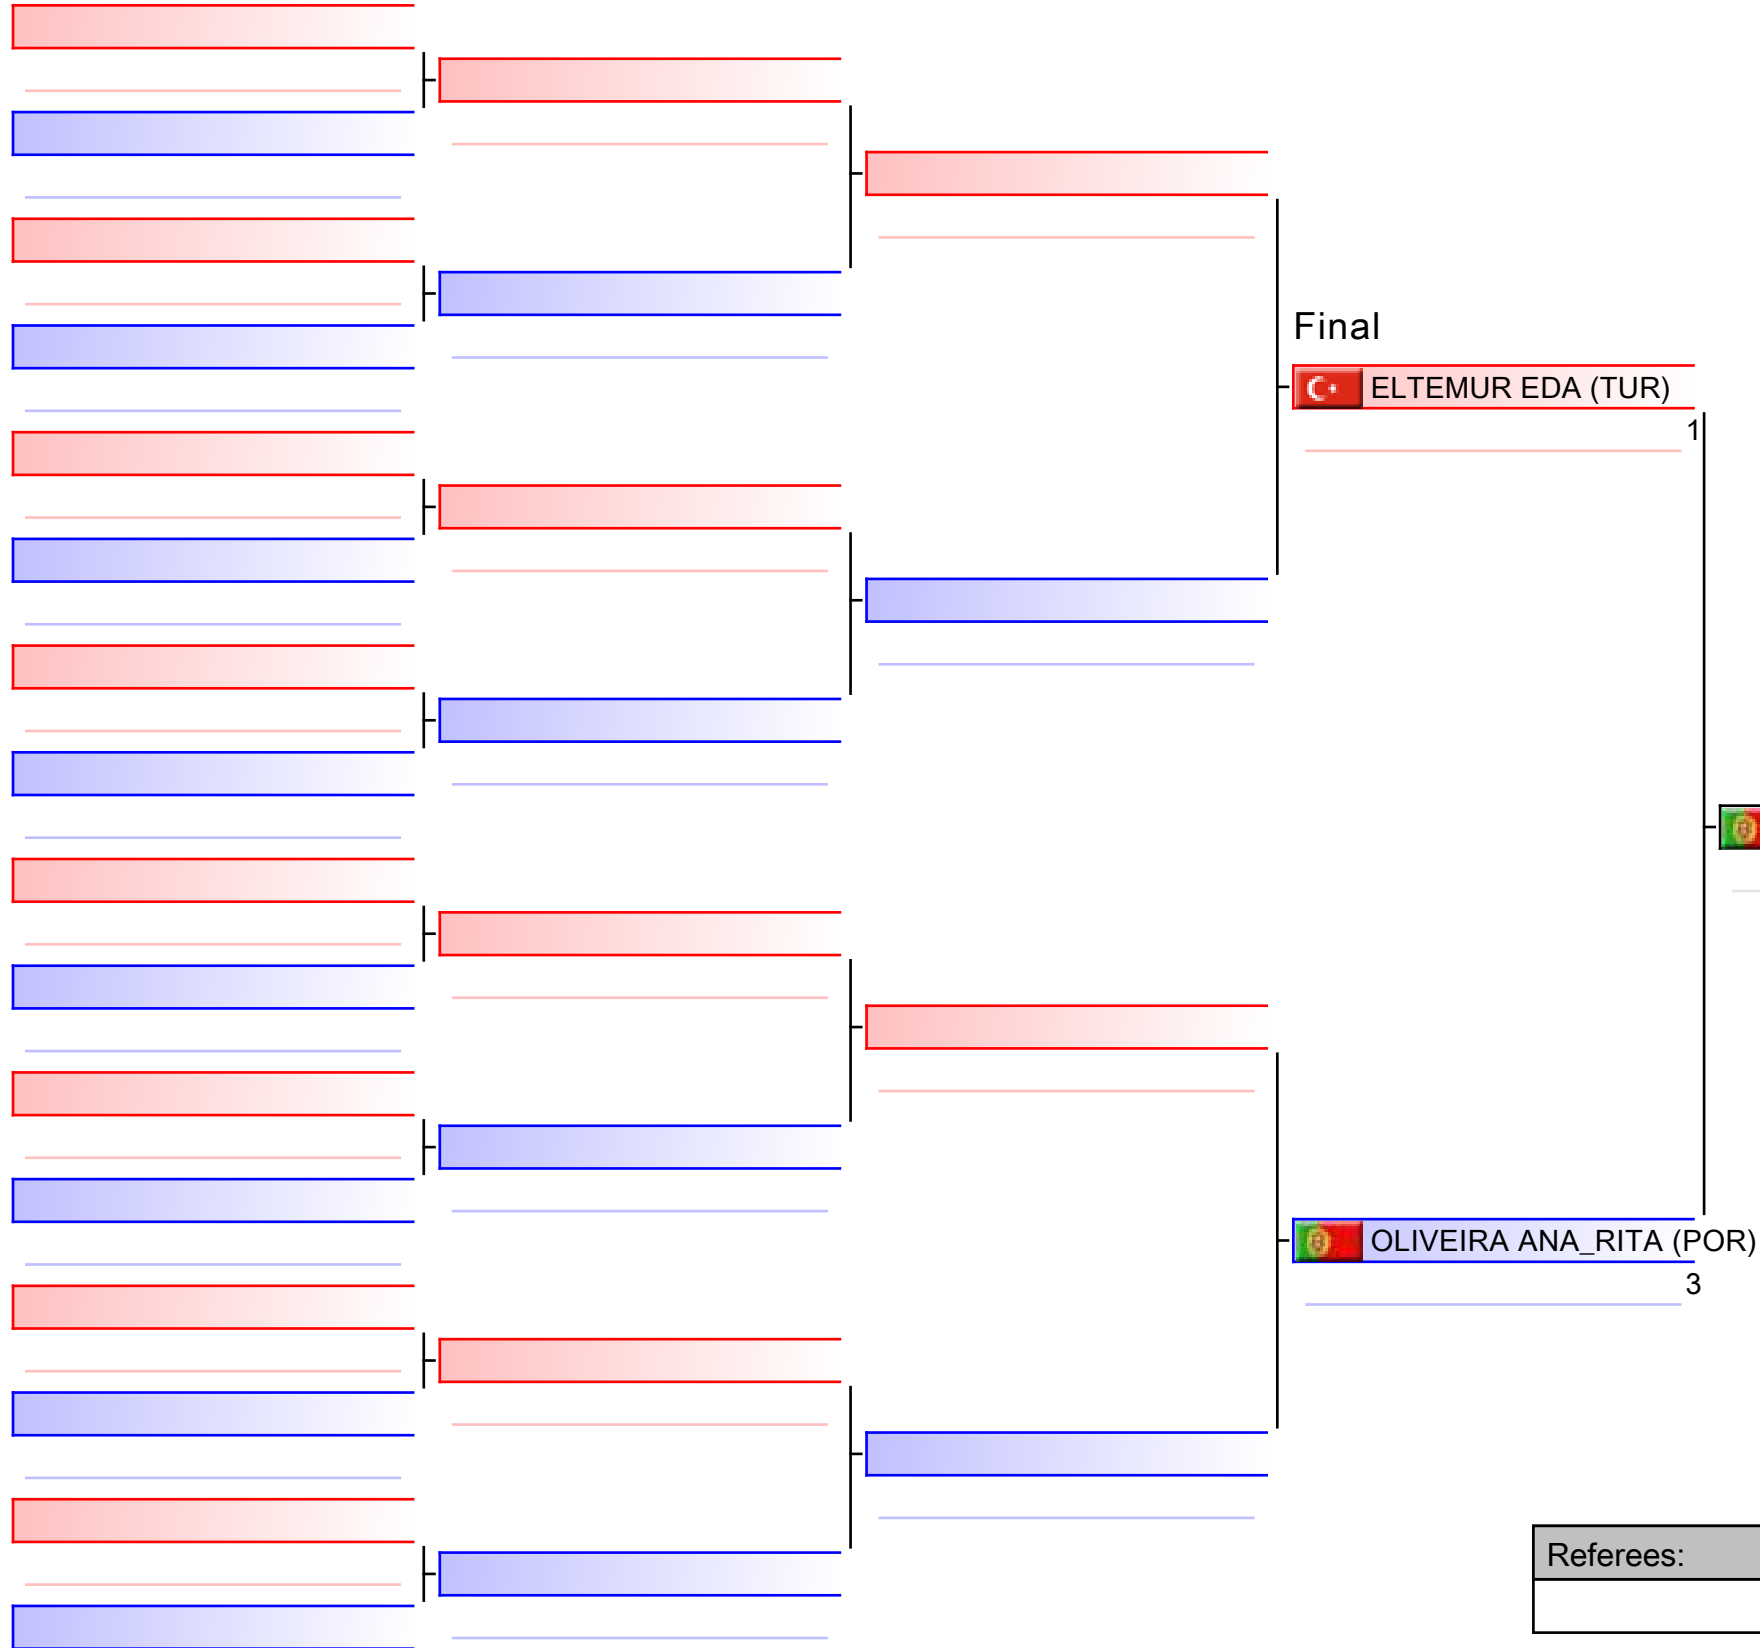 Final
ELTEMUR EDA (TUR)
1
OLIVEIRA ANA_RITA (POR)
3
Referees: